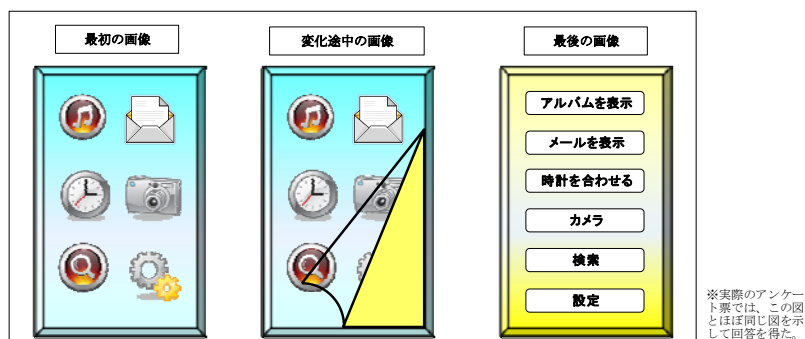 最初の画像
変化途中の画像
最後の画像
アルバムを表示
メールを表示
時計を合わせる
カメラ
検索
設定
※実際のアンケー
ト票では、この図
とほぼ同じ図を示
して回答を得た。